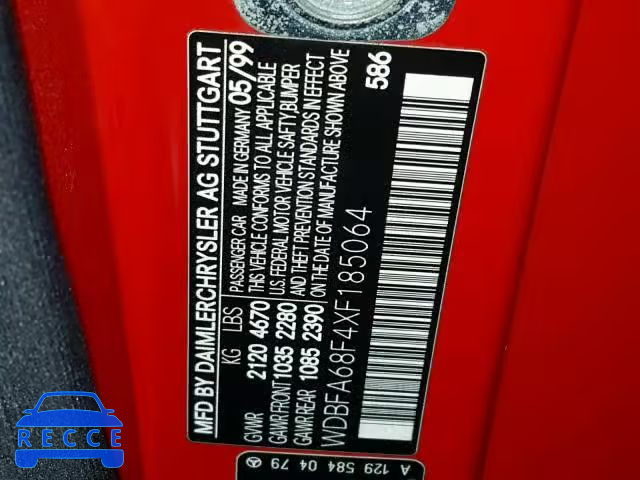 MFD BY DAIMLERCHRYSLER AG STUTTGART
PASSENGER CAR MADE IN GERMANY 05/99
KG LBS
THIS VEHICLE CONFORMS TO ALL APPLICABLE
GVWR 2120 4670
U.S. FEDERAL MOTOR VEHICLE SAFETY, BUMPER
GAWR FRONT 1035 2280
AND THEFT PREVENTION STANDARDS IN EFFECT
GAWR REAR 1085 2390
ON THE DATE OF MANUFACTURE SHOWN ABOVE
WDBFA68F4XF185064
586
A 129 584 04 79
RECCE